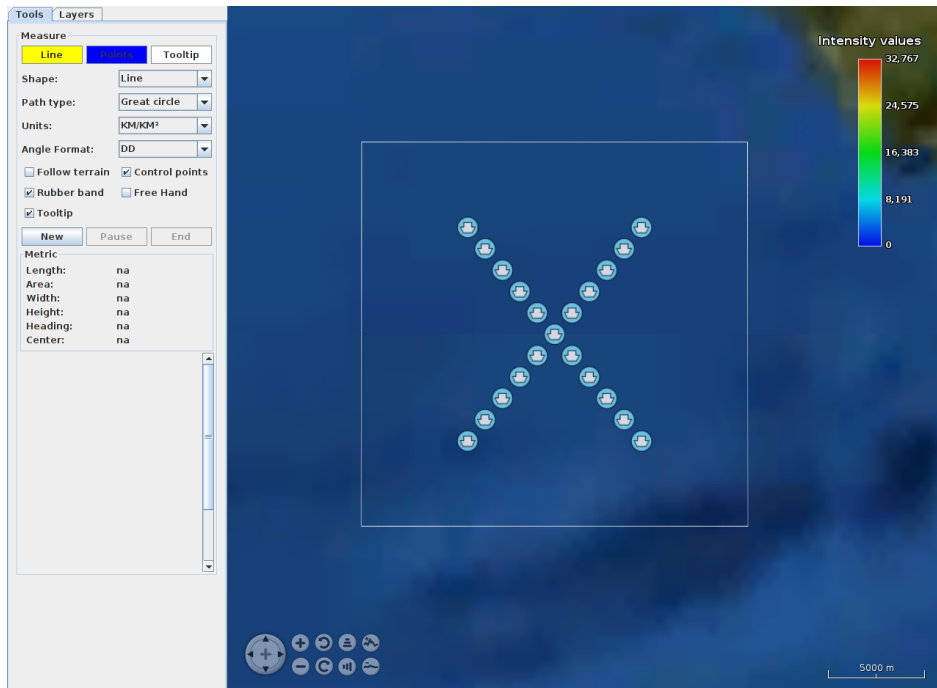 Tools Layers
Measure
Line Points Tooltip
Shape: Line
Path type: Great circle
Units: KM/KM²
Angle Format: DD
Follow terrain Control points
Rubber band Free Hand
Tooltip
New Pause End
Metric
Length: na
Area: na
Width: na
Height: na
Heading: na
Center: na
Intensity values
32,767
24,575
16,383
8,191
0
5000 m